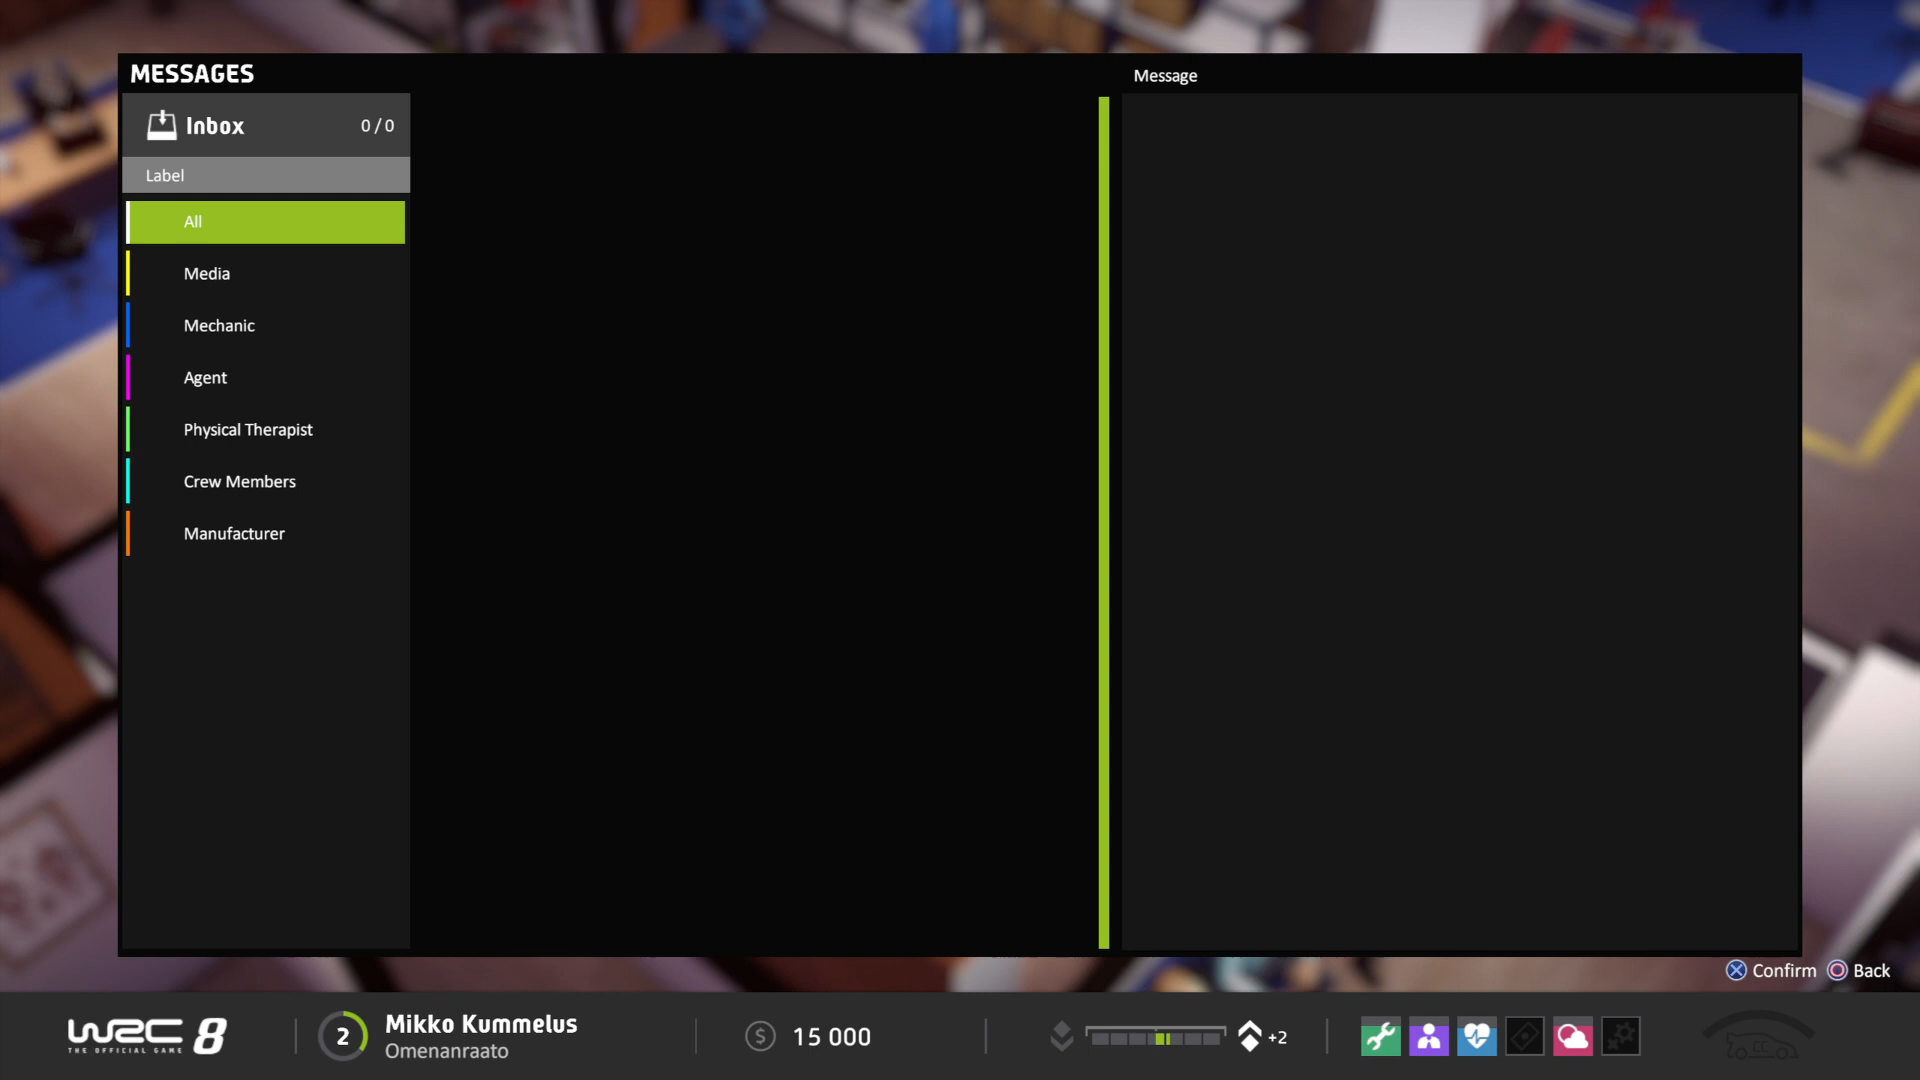 MESSAGES
Inbox 0 / 0
Label
All
Media
Mechanic
Agent
Physical Therapist
Crew Members
Manufacturer
Message
Confirm Back
WRC 8
THE OFFICIAL GAME
2
Mikko Kummelus
Omenanraato
$ 15 000
+2